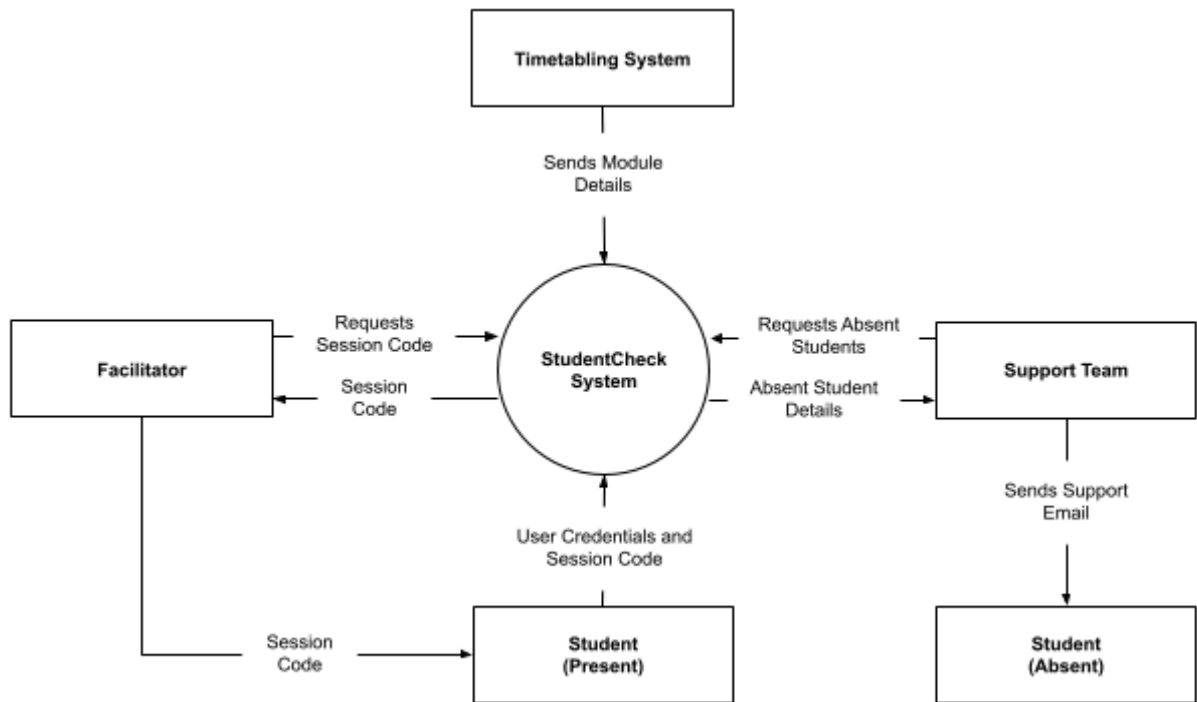 Timetabling System
Sends Module
Details
Requests
Session Code
Requests Absent
Students
Facilitator
StudentCheck
System
Support Team
Session
Code
Absent Student
Details
Sends Support
Email
User Credentials and
Session Code
Session
Code
Student
(Present)
Student
(Absent)